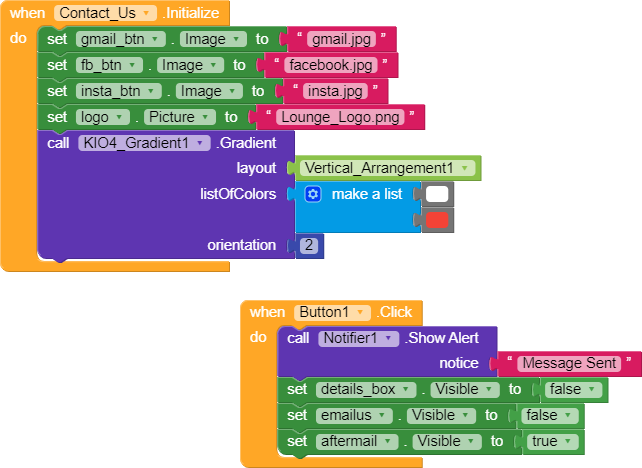 when Contact_Us .Initialize
do set gmail_btn . Image to " gmail.jpg "
set fb_btn . Image to " facebook.jpg "
set insta_btn . Image to " insta.jpg "
set logo . Picture to " Lounge_Logo.png "
call KIO4_Gradient1 .Gradient
layout Vertical_Arrangement1
listOfColors make a list
orientation 2
when Button1 .Click
do call Notifier1 .Show Alert
notice " Message Sent "
set details_box . Visible to false
set emailus . Visible to false
set aftermail . Visible to true